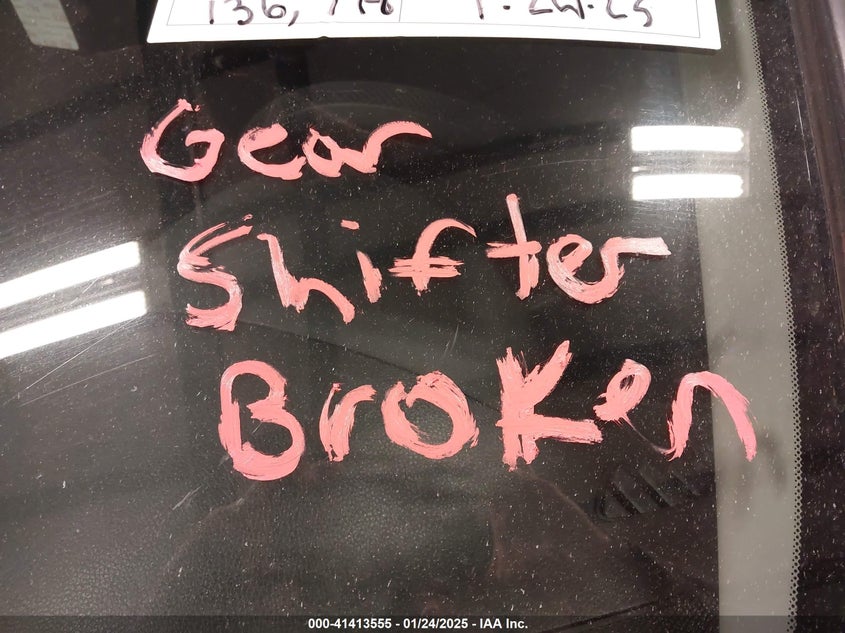 Gear
Shifter
Broken
000-41413555 - 01/24/2025 - IAA Inc.